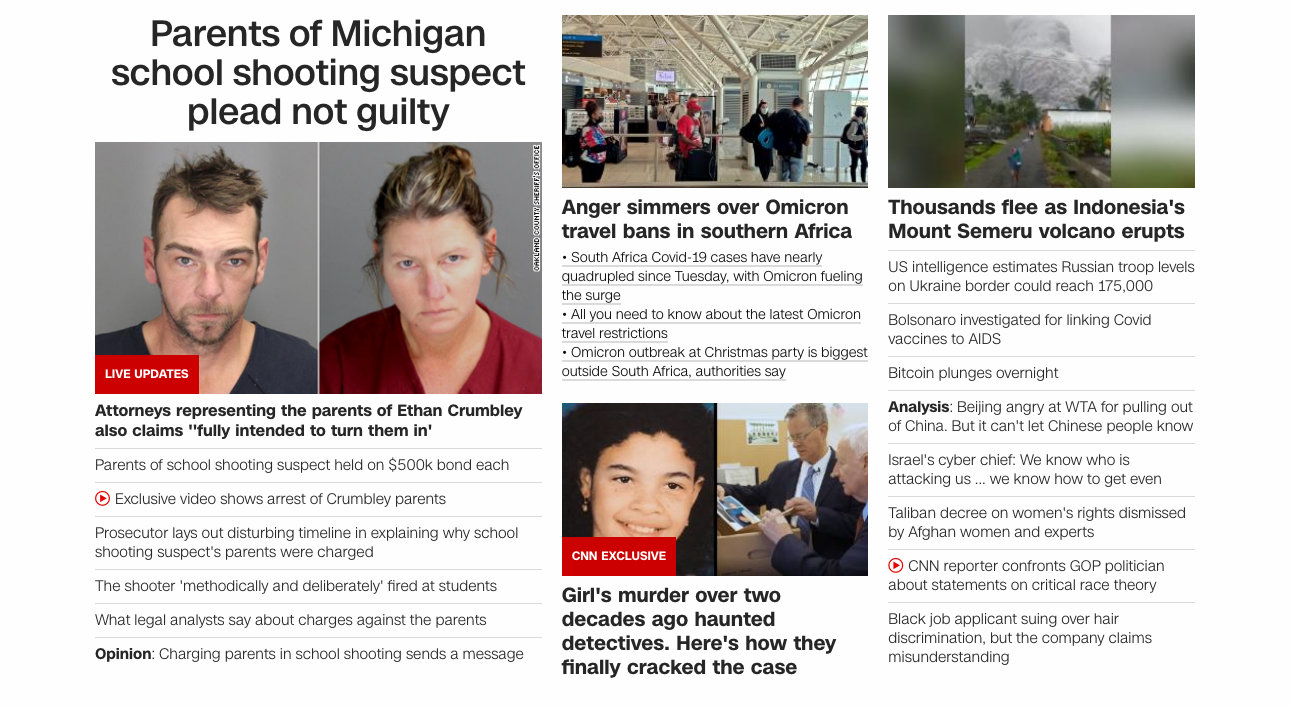 Parents of Michigan
school shooting suspect
plead not guilty
OAKLAND COUNTY SHERIFF'S OFFICE
LIVE UPDATES
Attorneys representing the parents of Ethan Crumbley
also claims "fully intended to turn them in'
Parents of school shooting suspect held on $500k bond each
Exclusive video shows arrest of Crumbley parents
Prosecutor lays out disturbing timeline in explaining why school
shooting suspect's parents were charged
The shooter 'methodically and deliberately' fired at students
What legal analysts say about charges against the parents
Opinion: Charging parents in school shooting sends a message
Anger simmers over Omicron
travel bans in southern Africa
• South Africa Covid-19 cases have nearly
quadrupled since Tuesday, with Omicron fueling
the surge
• All you need to know about the latest Omicron
travel restrictions
• Omicron outbreak at Christmas party is biggest
outside South Africa, authorities say
CNN EXCLUSIVE
Girl's murder over two
decades ago haunted
detectives. Here's how they
finally cracked the case
Thousands flee as Indonesia's
Mount Semeru volcano erupts
US intelligence estimates Russian troop levels
on Ukraine border could reach 175,000
Bolsonaro investigated for linking Covid
vaccines to AIDS
Bitcoin plunges overnight
Analysis: Beijing angry at WTA for pulling out
of China. But it can't let Chinese people know
Israel's cyber chief: We know who is
attacking us ... we know how to get even
Taliban decree on women's rights dismissed
by Afghan women and experts
CNN reporter confronts GOP politician
about statements on critical race theory
Black job applicant suing over hair
discrimination, but the company claims
misunderstanding